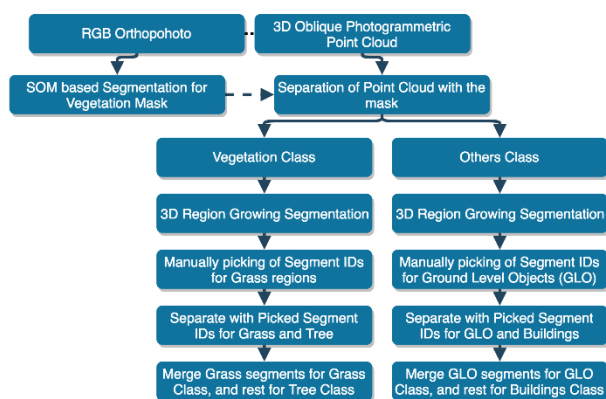 RGB Orthopohoto
3D Oblique Photogrammetric
Point Cloud
SOM based Segmentation for
Vegetation Mask
Separation of Point Cloud with the
mask
Vegetation Class
Others Class
3D Region Growing Segmentation
3D Region Growing Segmentation
Manually picking of Segment IDs
for Grass regions
Manually picking of Segment IDs
for Ground Level Objects (GLO)
Separate with Picked Segment
IDs for Grass and Tree
Separate with Picked Segment
IDs for GLO and Buildings
Merge Grass segments for Grass
Class, and rest for Tree Class
Merge GLO segments for GLO
Class, and rest for Buildings Class